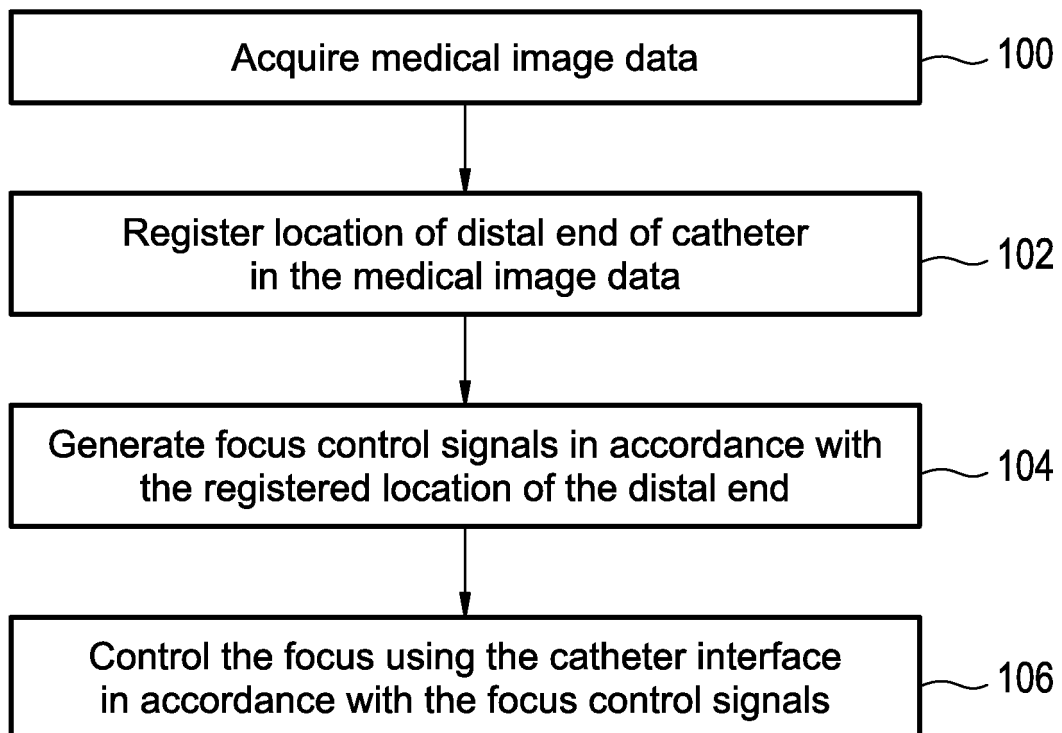 Acquire medical image data
100
Register location of distal end of catheter
in the medical image data
102
Generate focus control signals in accordance with
the registered location of the distal end
104
Control the focus using the catheter interface
in accordance with the focus control signals
106